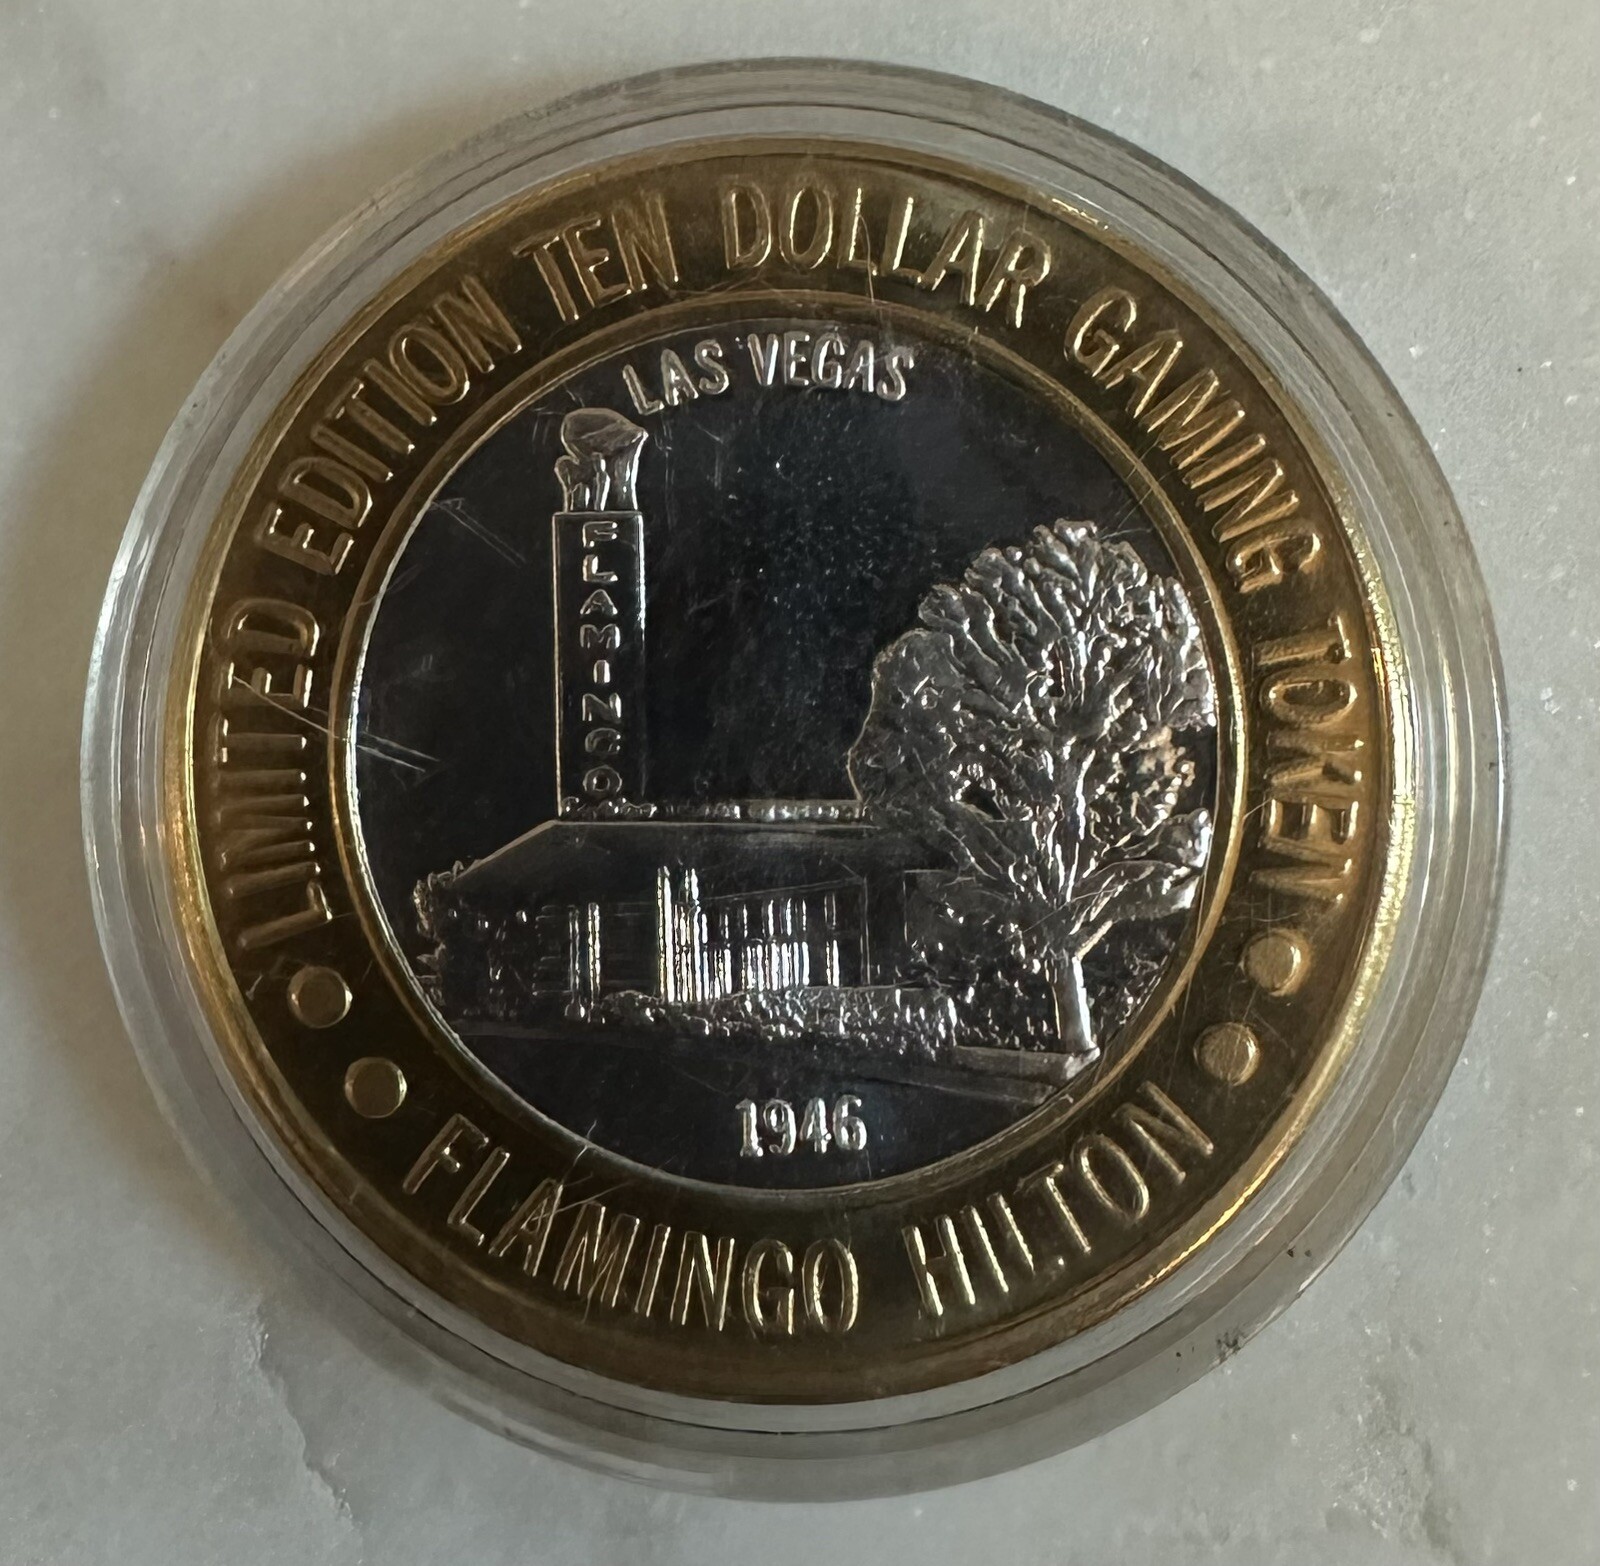 LIMITED EDITION TEN DOLLAR GAMING TOKEN
LAS VEGAS
FLAMINGO
1946
FLAMINGO HILTON